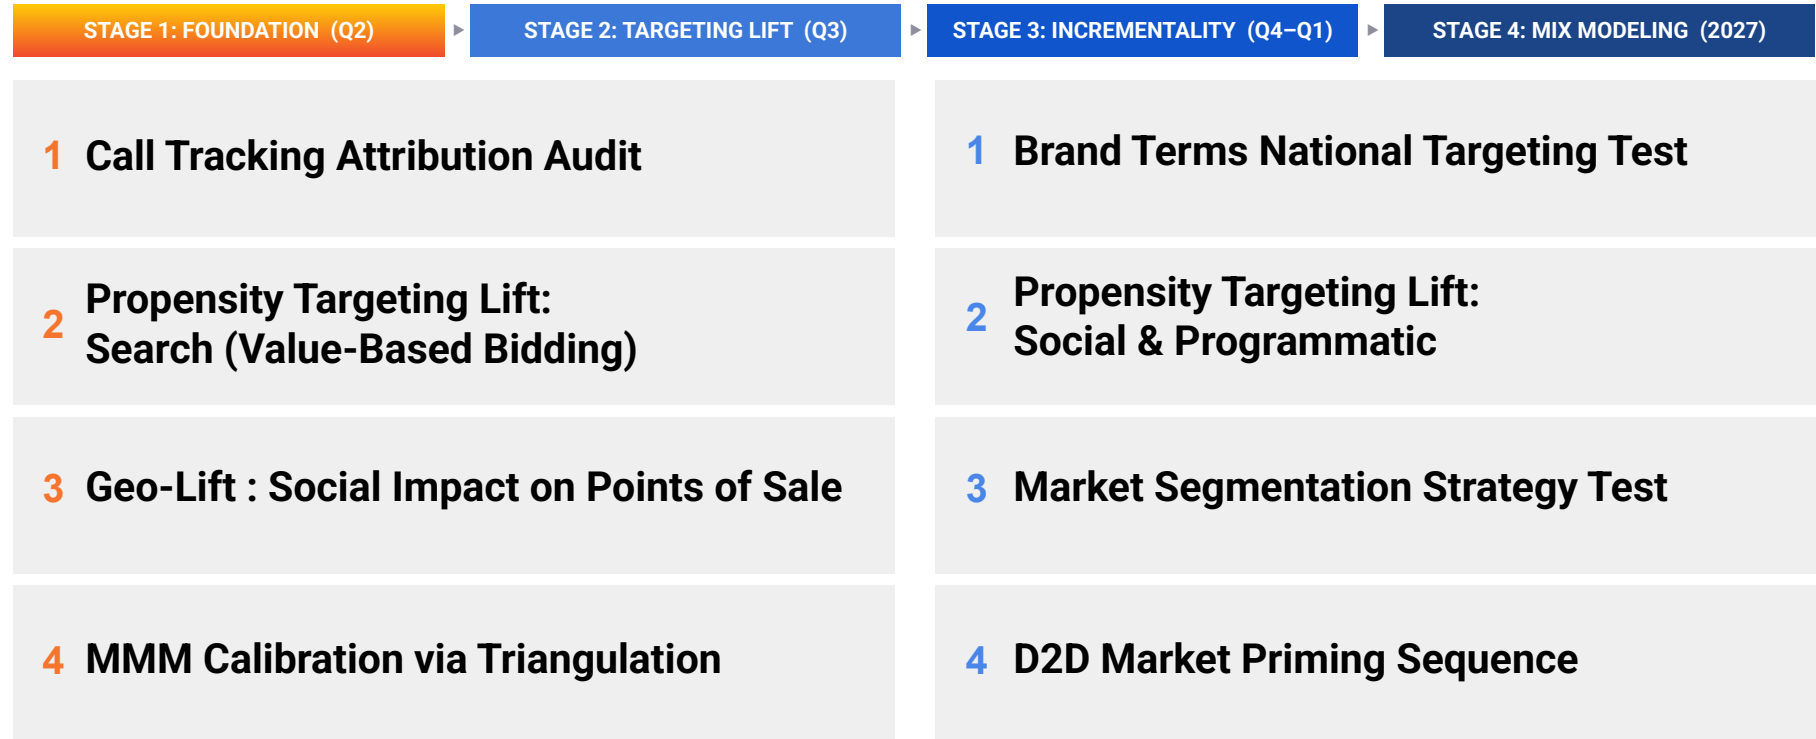 STAGE 1: FOUNDATION (Q2)
STAGE 2: TARGETING LIFT (Q3)
STAGE 3: INCREMENTALITY (Q4–Q1)
STAGE 4: MIX MODELING (2027)
1 Call Tracking Attribution Audit
2 Propensity Targeting Lift:
Search (Value-Based Bidding)
3 Geo-Lift : Social Impact on Points of Sale
4 MMM Calibration via Triangulation
1 Brand Terms National Targeting Test
2 Propensity Targeting Lift:
Social & Programmatic
3 Market Segmentation Strategy Test
4 D2D Market Priming Sequence